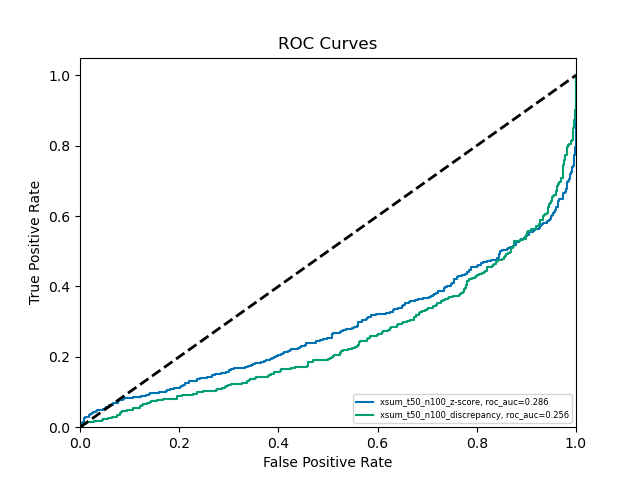 ROC Curves
True Positive Rate
1.0
0.8
0.6
0.4
0.2
0.0
xsum_t50_n100_z-score, roc_auc=0.286
xsum_t50_n100_discrepancy, roc_auc=0.256
0.0 0.2 0.4 0.6 0.8 1.0
False Positive Rate